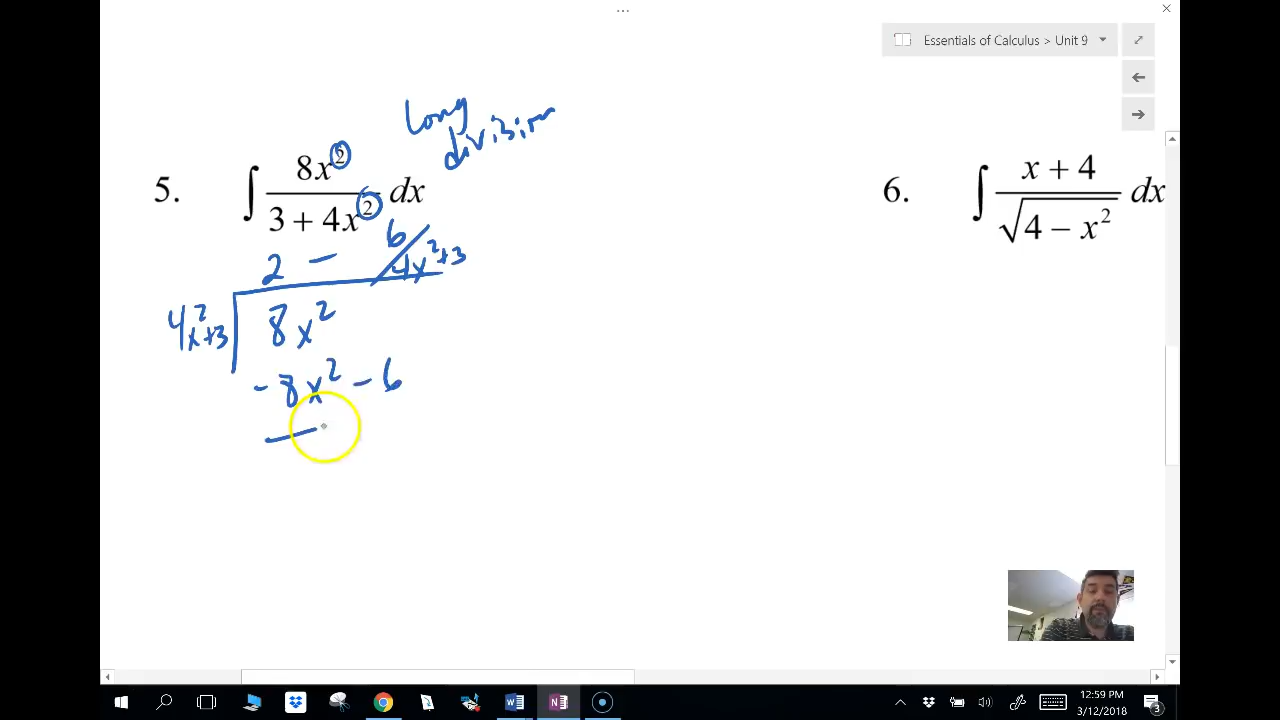 ...
Essentials of Calculus > Unit 9
long
division
5. ∫ 8x² / (3 + 4x²) dx
6. ∫ (x + 4) / √(4 − x²) dx
2 − 6/(4x²+3)
4x²+3 8x²
-8x² - 6
12:59 PM
3/12/2018
3